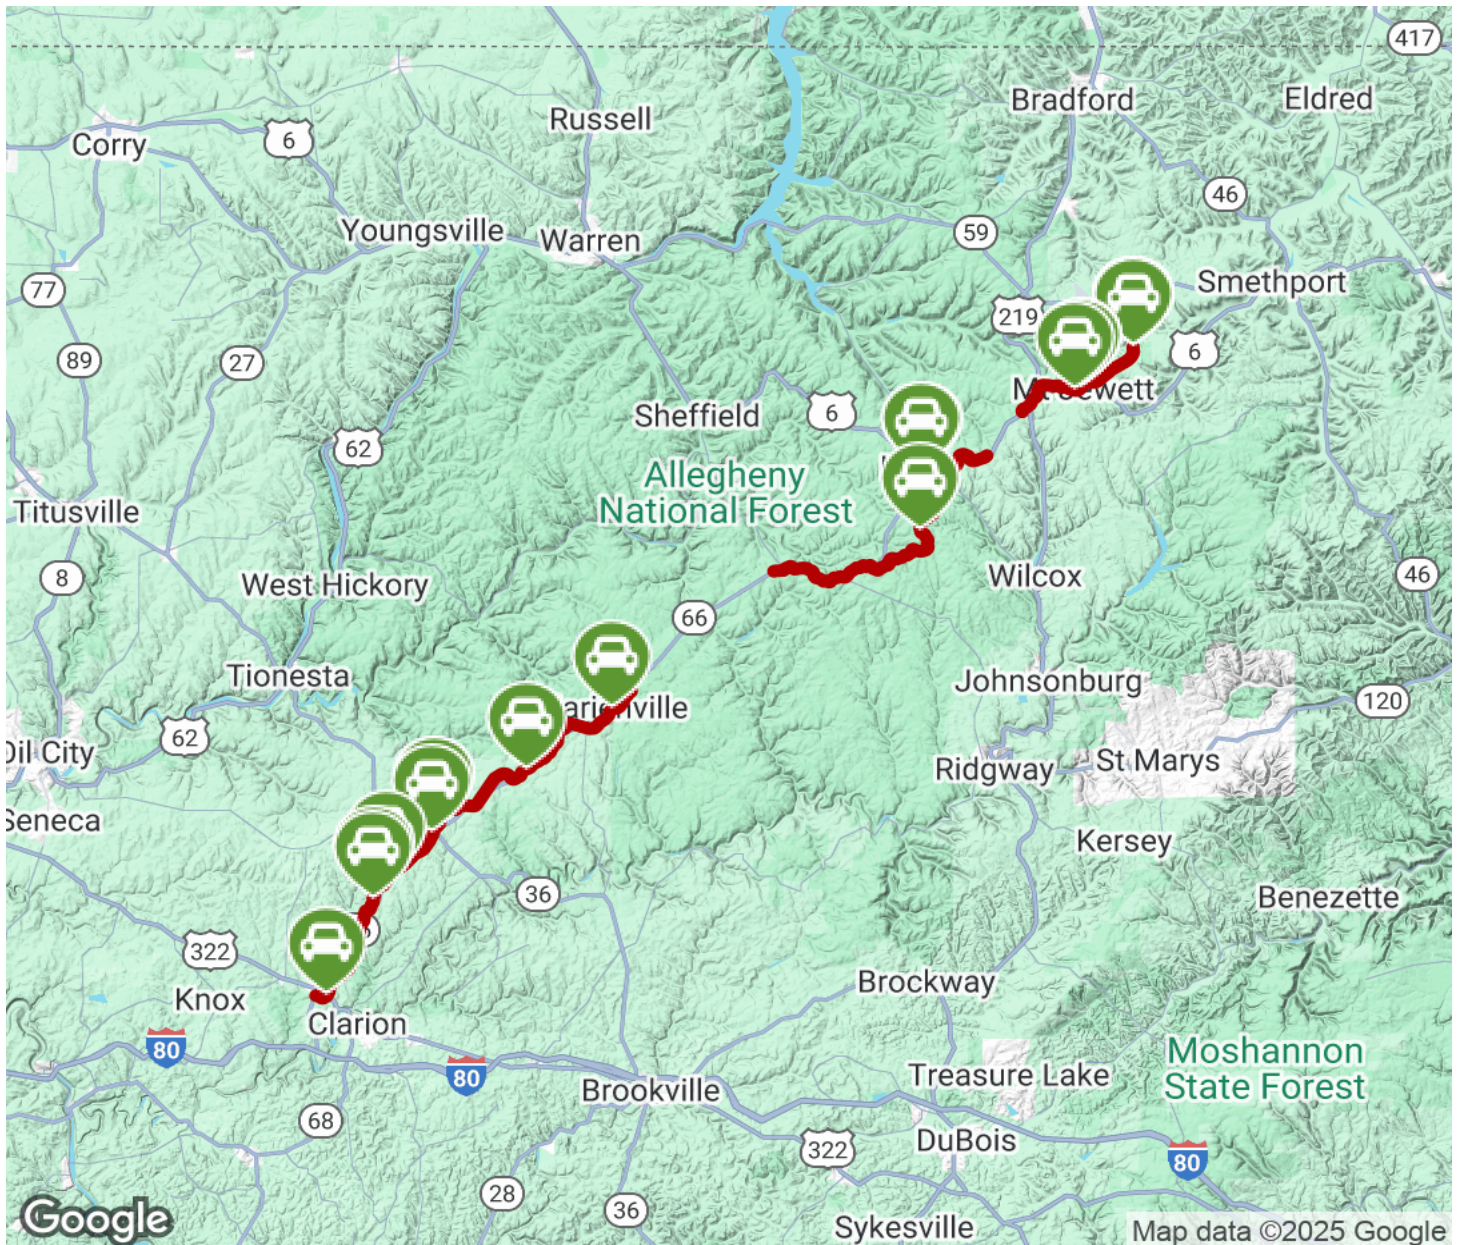 417
Bradford
Eldred
Russell
Corry
6
46
Youngsville
Warren
59
Smethport
77
219
6
89
27
6
Sheffield
62
Allegheny
National Forest
Titusville
8
West Hickory
Wilcox
46
66
Tionesta
Johnsonburg
120
62
Oil City
Ridgway
St Marys
Seneca
Kersey
36
Benezette
322
Knox
Brockway
Clarion
80
80
Moshannon
State Forest
Treasure Lake
Brookville
68
DuBois
322
80
28
36
Sykesville
Google
Map data ©2025 Google